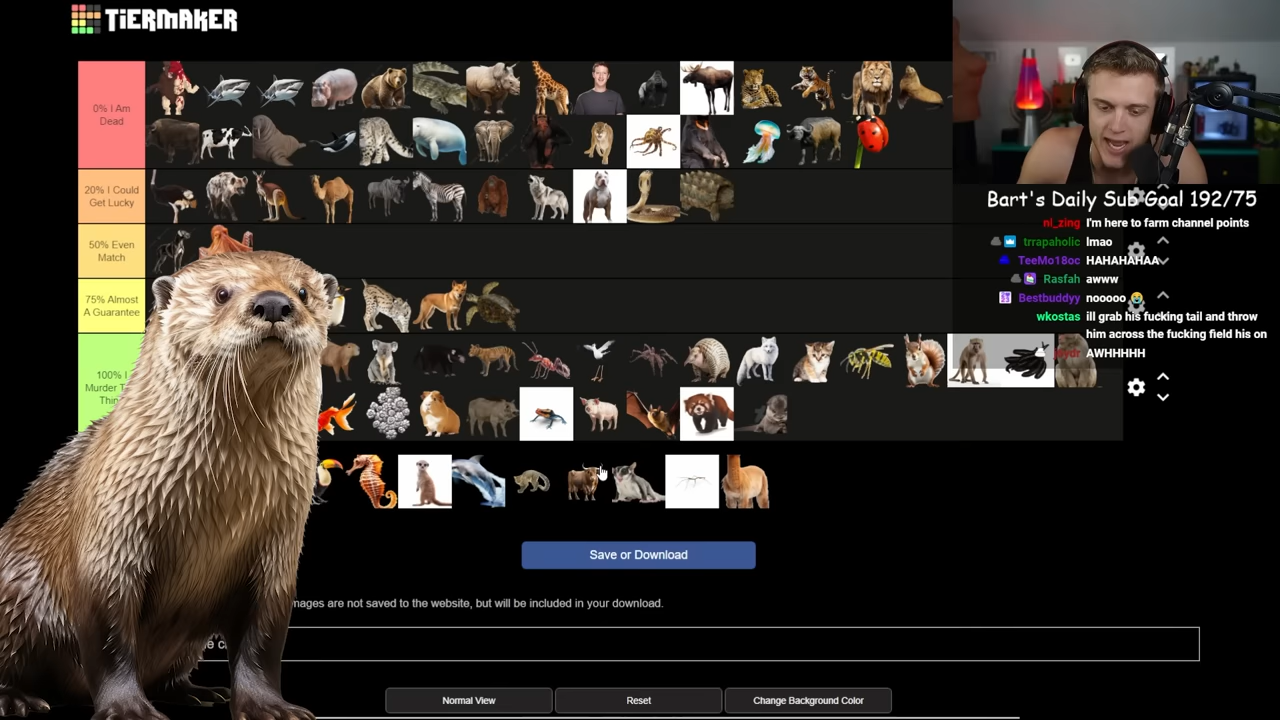 TiERMAKER
0% I Am
Dead
20% I Could
Get Lucky
50% Even
Match
75% Almost
A Guarantee
100% I
Murder
Bart's Daily Sub Goal 192/75
ni_zing I'm here to farm channel points
trrapaholic lmao
TeeMo18oc HAHAHAHAA
Rasfah awww
Bestbuddyy nooooo 😭
wkostas ill grab his fucking tail and throw
him across the fucking field his on
AWHHHHH
Save or Download
mages are not saved to the website, but will be included in your download.
Normal View
Reset
Change Background Color